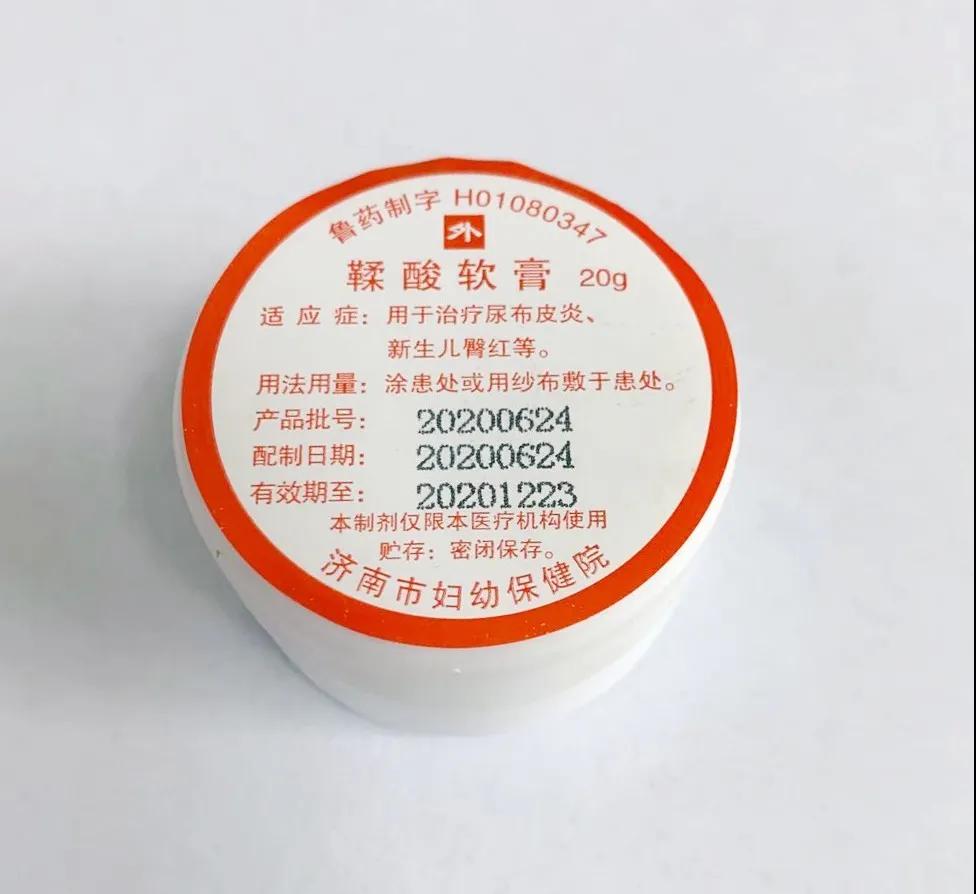 鲁药制字 H01080347
外
鞣酸软膏 20g
适应症：用于治疗尿布皮炎、
新生儿臀红等。
用法用量：涂患处或用纱布敷于患处。
产品批号：20200624
配制日期：20200624
有效期至：20201223
本制剂仅限本医疗机构使用
贮存：密闭保存。
济南市妇幼保健院